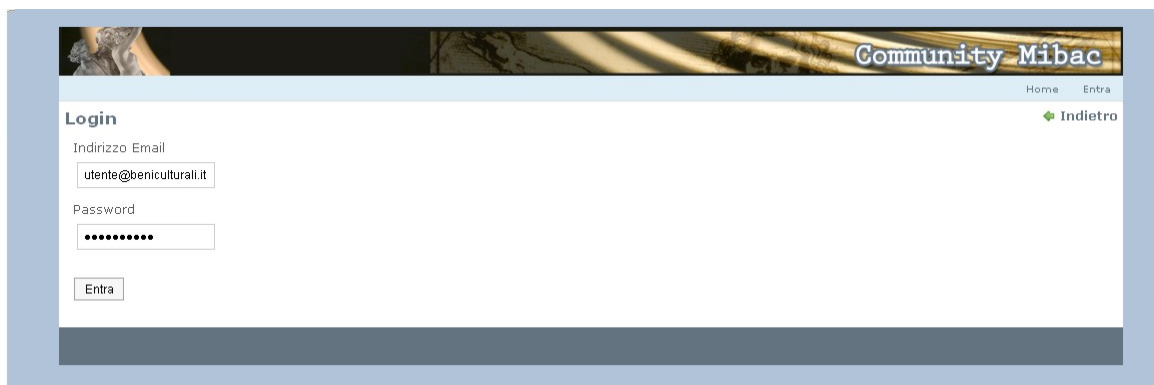 Community Mibac
Home Entra
Login
Indietro
Indirizzo Email
utente@beniculturali.it
Password
••••••••••
Entra